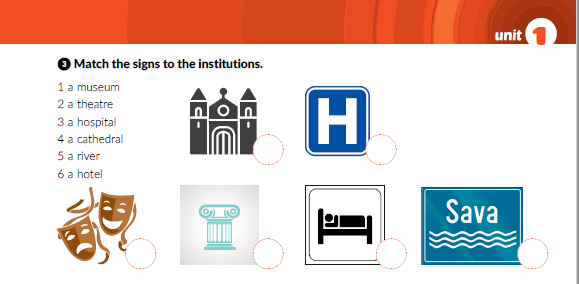 unit 1
3 Match the signs to the institutions.
1 a museum
2 a theatre
3 a hospital
4 a cathedral
5 a river
6 a hotel
H
Sava